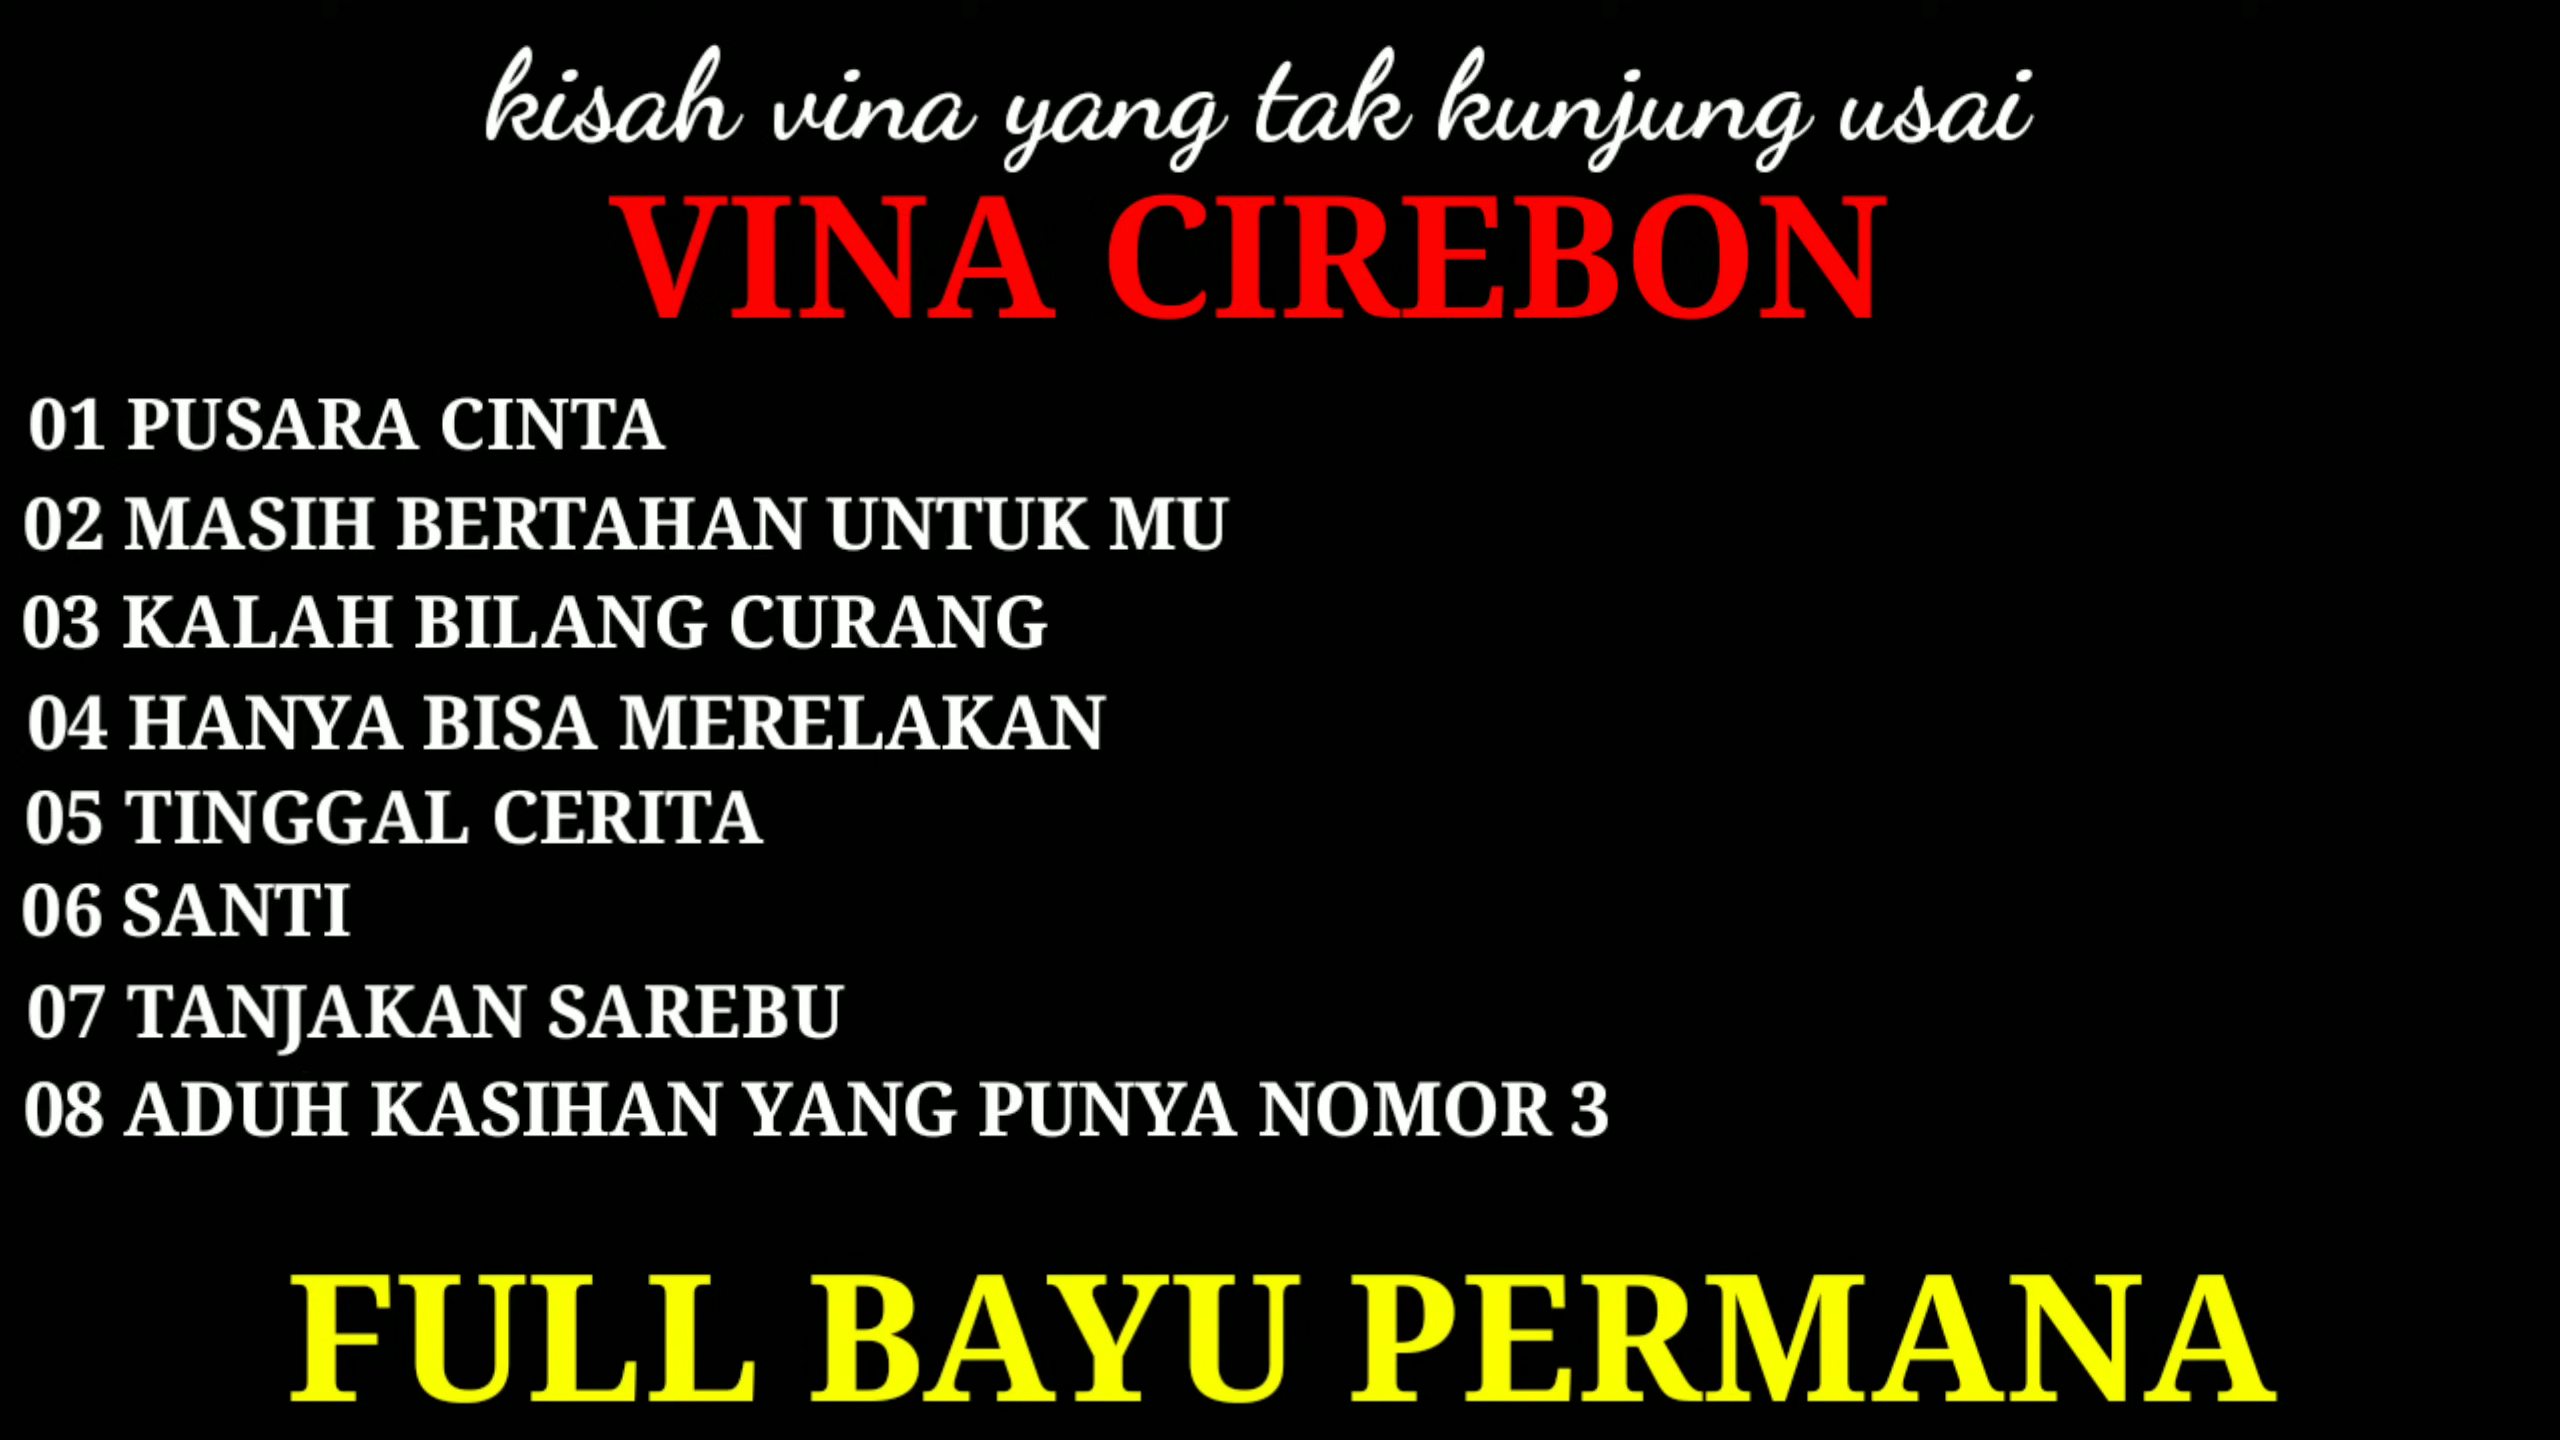 kisah vina yang tak kunjung usai
VINA CIREBON
01 PUSARA CINTA
02 MASIH BERTAHAN UNTUK MU
03 KALAH BILANG CURANG
04 HANYA BISA MERELAKAN
05 TINGGAL CERITA
06 SANTI
07 TANJAKAN SAREBU
08 ADUH KASIHAN YANG PUNYA NOMOR 3
FULL BAYU PERMANA